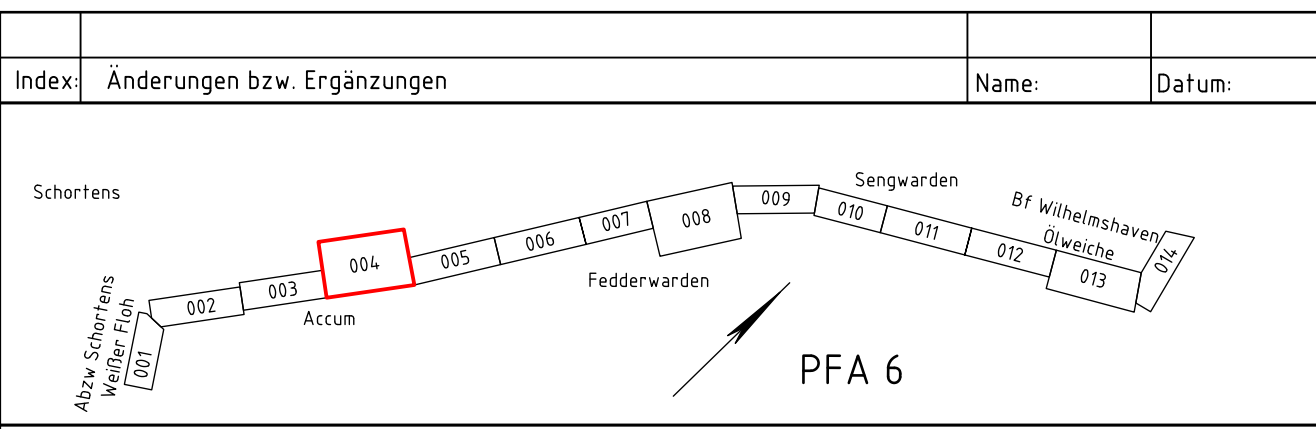 Index: Änderungen bzw. Ergänzungen Name: Datum:
Schortens
Abzw Schortens
Weißer Floh
001
002
003
004
Accum
005
006
007
008
Fedderwarden
009
Sengwarden
010
011
012
Bf Wilhelmshaven
Ölweiche
013
014
PFA 6